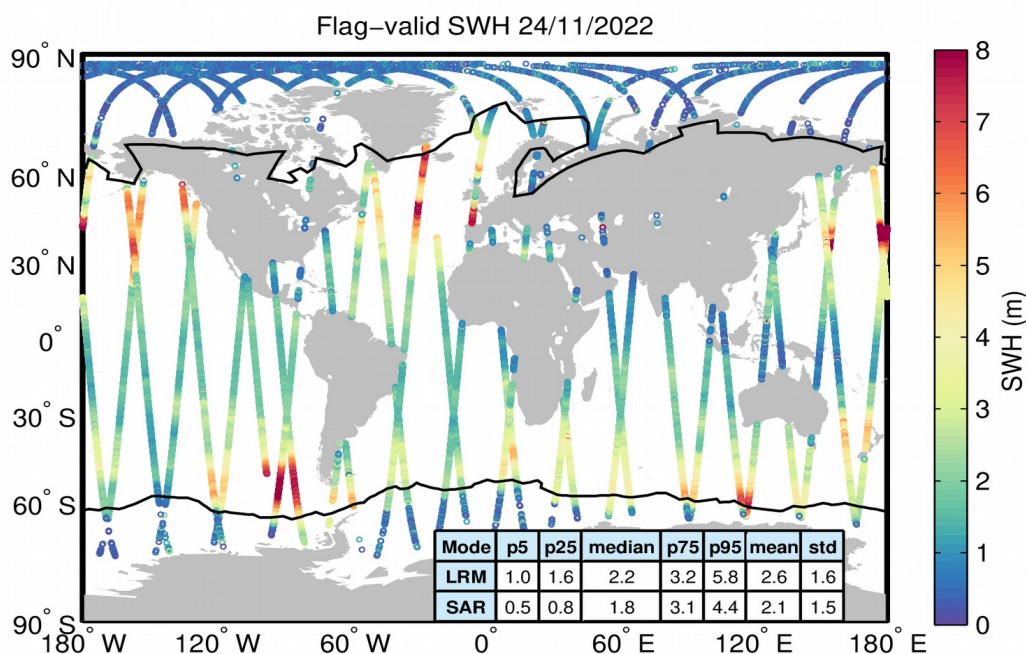 Flag−valid SWH 24/11/2022
90° N
60° N
30° N
0°
30° S
60° S
90° S
180° W
120° W
60° W
0°
60° E
120° E
180° E
8
7
6
5
4
3
2
1
0
SWH (m)
Mode p5 p25 median p75 p95 mean std
LRM 1.0 1.6 2.2 3.2 5.8 2.6 1.6
SAR 0.5 0.8 1.8 3.1 4.4 2.1 1.5